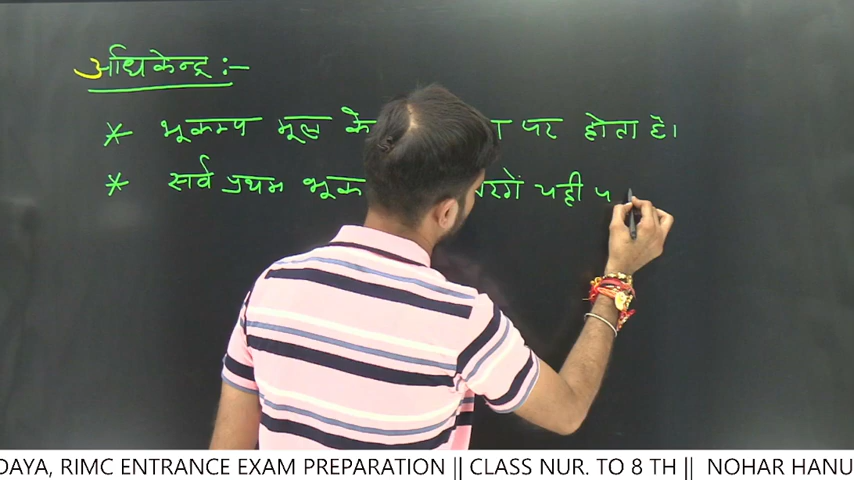 अधिकेन्द्र :-
* भूकम्प मूल के पर होता है।
* सर्व प्रथम भूक तरंगें यही प
DAYA, RIMC ENTRANCE EXAM PREPARATION || CLASS NUR. TO 8 TH || NOHAR HANU